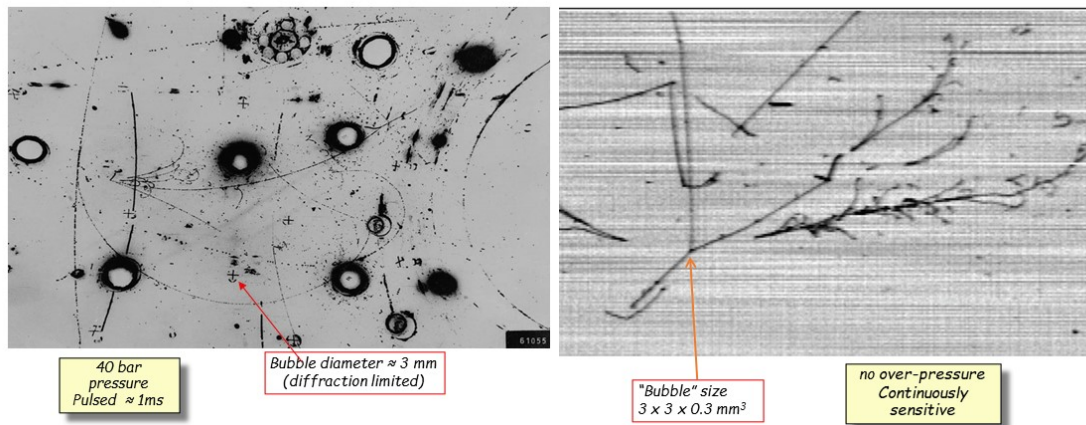 61055
40 bar
pressure
Pulsed ≈ 1ms
Bubble diameter ≈ 3 mm
(diffraction limited)
"Bubble" size
3 x 3 x 0.3 mm³
no over-pressure
Continuously
sensitive